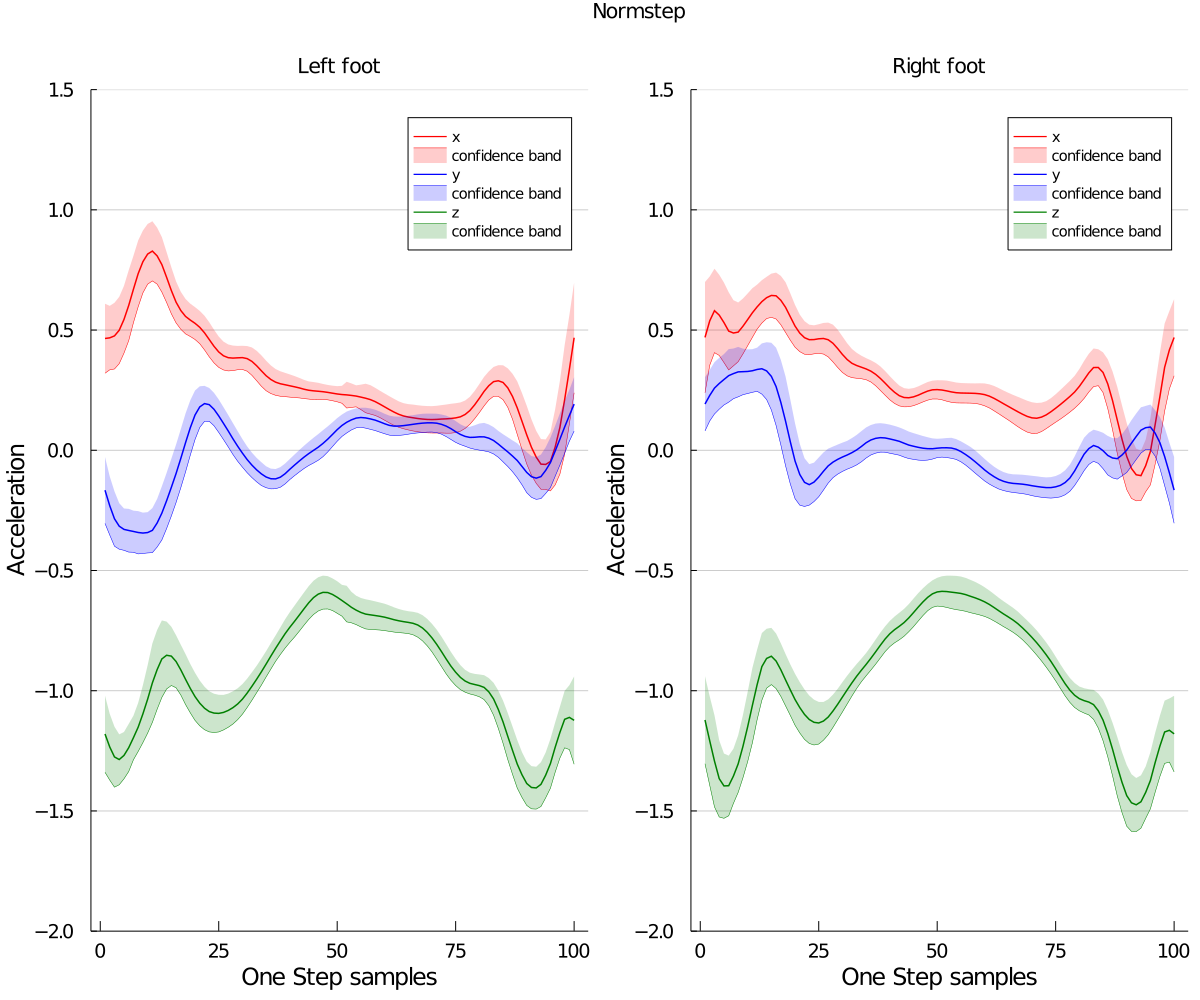 Normstep
Left foot
1.5
1.0
0.5
0.0
−0.5
−1.0
−1.5
−2.0
Acceleration
x
confidence band
y
confidence band
z
confidence band
0 25 50 75 100
One Step samples
Right foot
1.5
1.0
0.5
0.0
−0.5
−1.0
−1.5
−2.0
Acceleration
x
confidence band
y
confidence band
z
confidence band
0 25 50 75 100
One Step samples